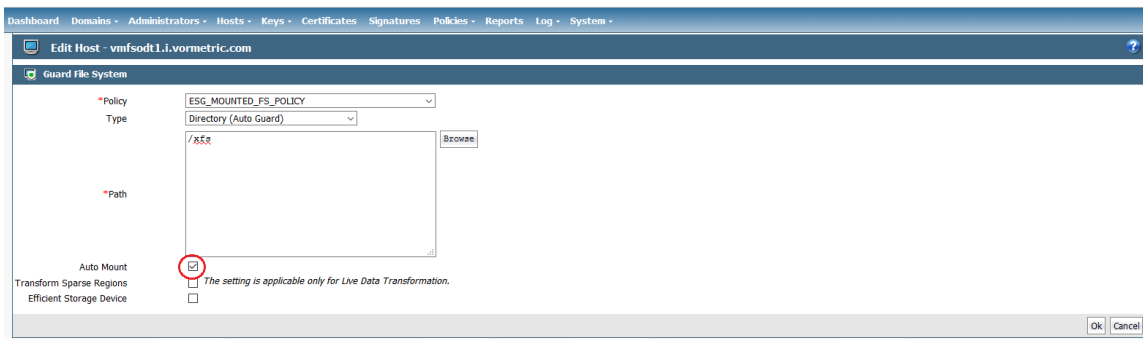 Dashboard Domains Administrators Hosts Keys Certificates Signatures Policies Reports Log System
Edit Host - vmfsodt1.i.vormetric.com ?
Guard File System
*Policy ESG_MOUNTED_FS_POLICY
Type Directory (Auto Guard)
/xfs Browse
*Path
Auto Mount
Transform Sparse Regions The setting is applicable only for Live Data Transformation.
Efficient Storage Device
Ok Cancel